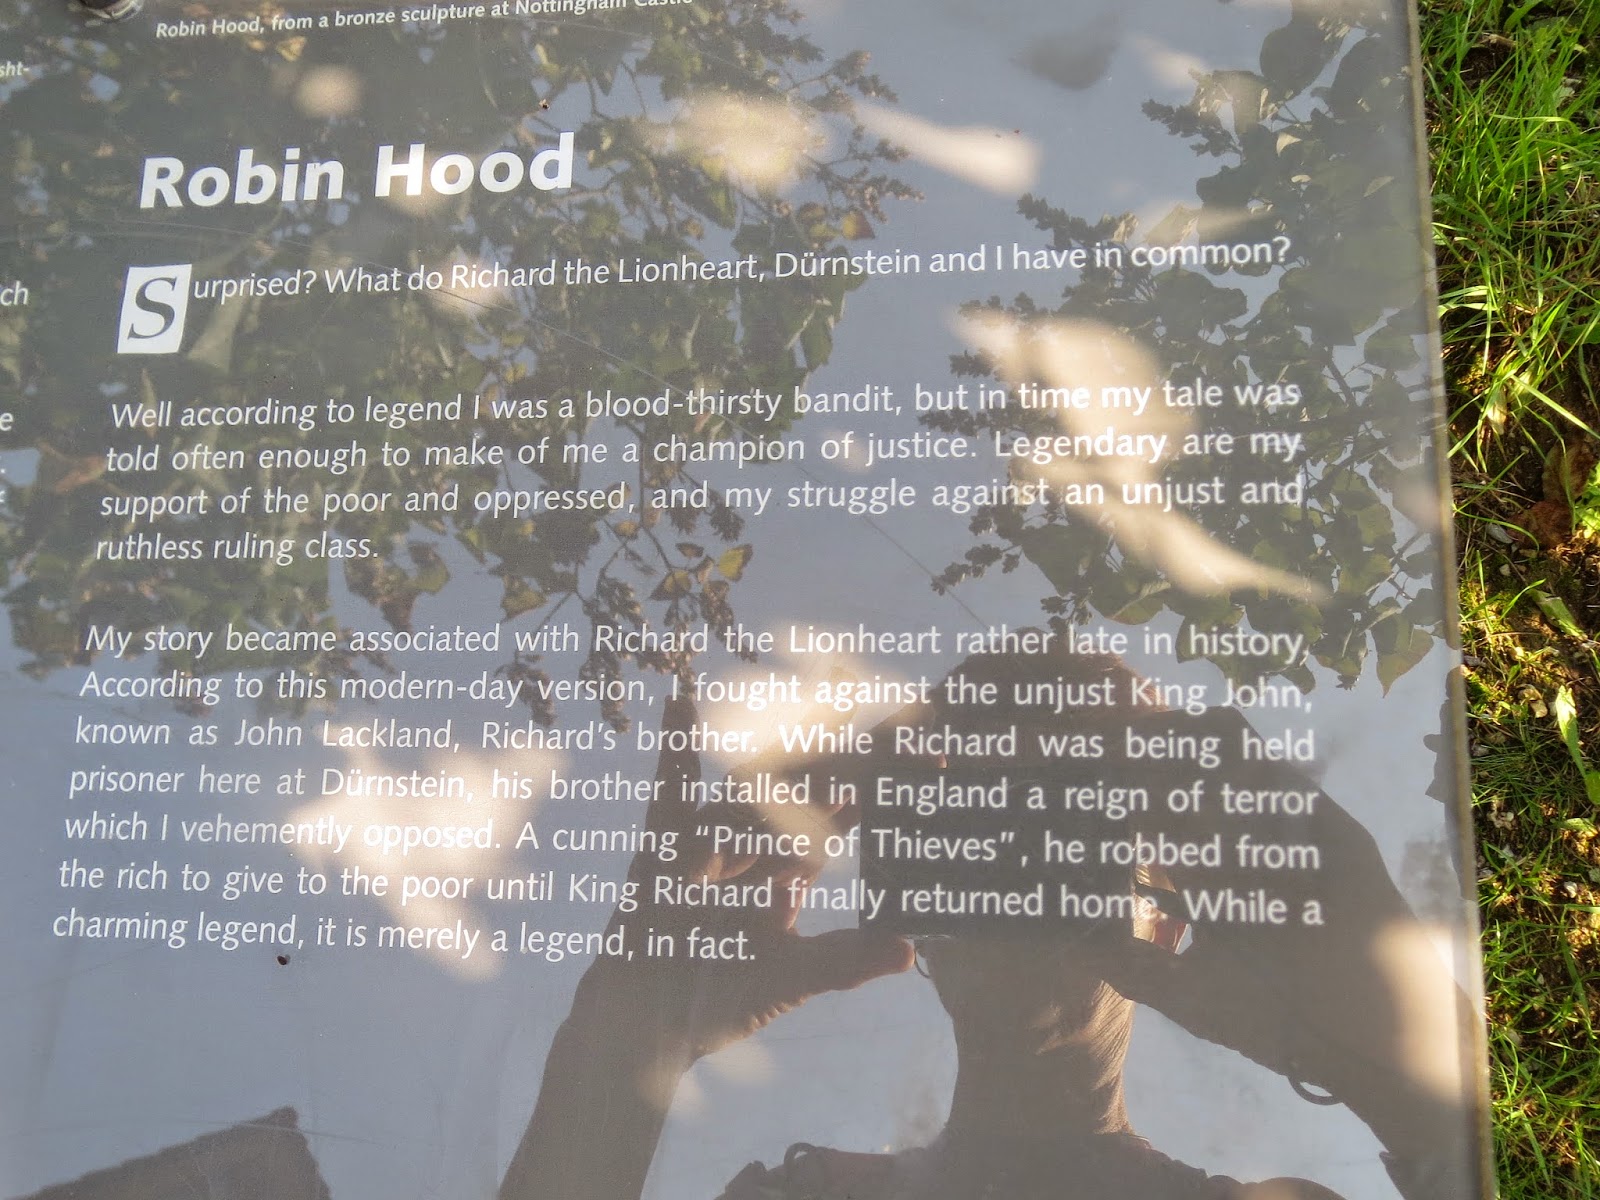 Robin Hood, from a bronze sculpture at Nottingham Castle
sht-
Robin Hood
Surprised? What do Richard the Lionheart, Dürnstein and I have in common?
ch
Well according to legend I was a blood-thirsty bandit, but in time my tale was
e
told often enough to make of me a champion of justice. Legendary are my
support of the poor and oppressed, and my struggle against an unjust and
ruthless ruling class.
My story became associated with Richard the Lionheart rather late in history,
According to this modern-day version, I fought against the unjust King John,
known as John Lackland, Richard's brother. While Richard was being held
prisoner here at Dürnstein, his brother installed in England a reign of terror
which I vehemently opposed. A cunning "Prince of Thieves", he robbed from
the rich to give to the poor until King Richard finally returned home. While a
charming legend, it is merely a legend, in fact.